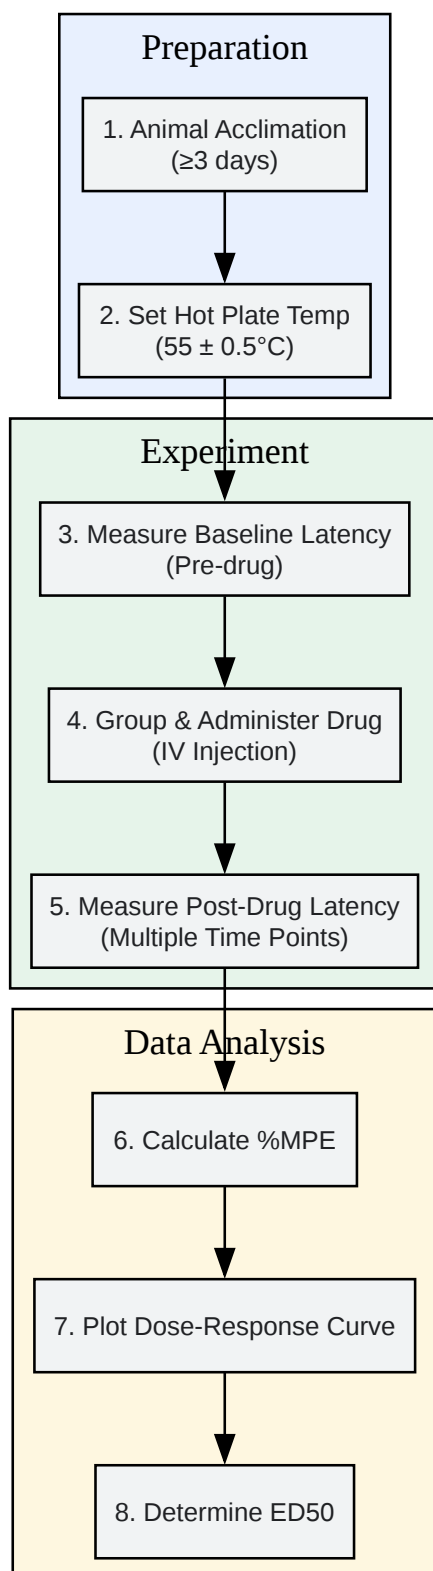 Preparation
1. Animal Acclimation
(≥3 days)
2. Set Hot Plate Temp
(55 ± 0.5°C)
Experiment
3. Measure Baseline Latency
(Pre-drug)
4. Group & Administer Drug
(IV Injection)
5. Measure Post-Drug Latency
(Multiple Time Points)
Data Analysis
6. Calculate %MPE
7. Plot Dose-Response Curve
8. Determine ED50